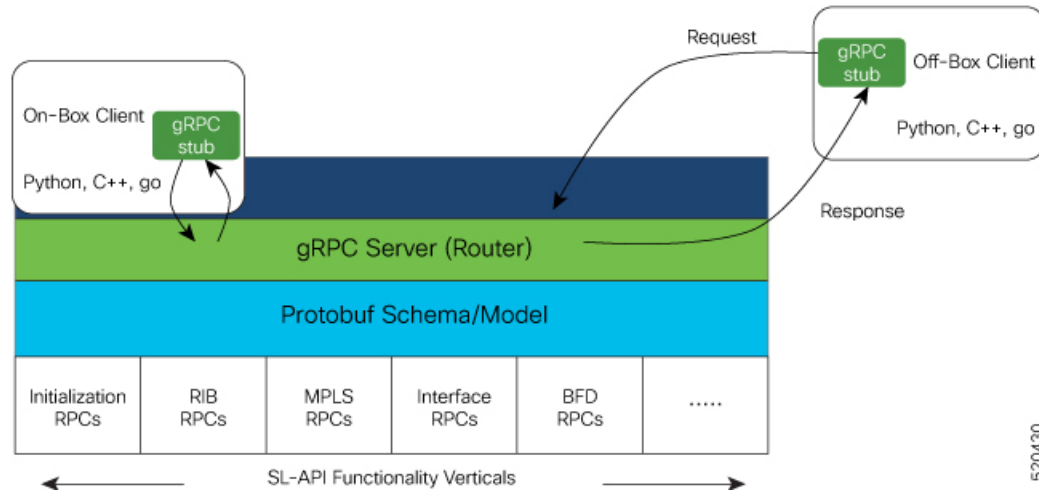 Request
gRPC
stub
Off-Box Client
Python, C++, go
On-Box Client
gRPC
stub
Python, C++, go
Response
gRPC Server (Router)
Protobuf Schema/Model
Initialization
RPCs
RIB
RPCs
MPLS
RPCs
Interface
RPCs
BFD
RPCs
.....
SL-API Functionality Verticals
520430